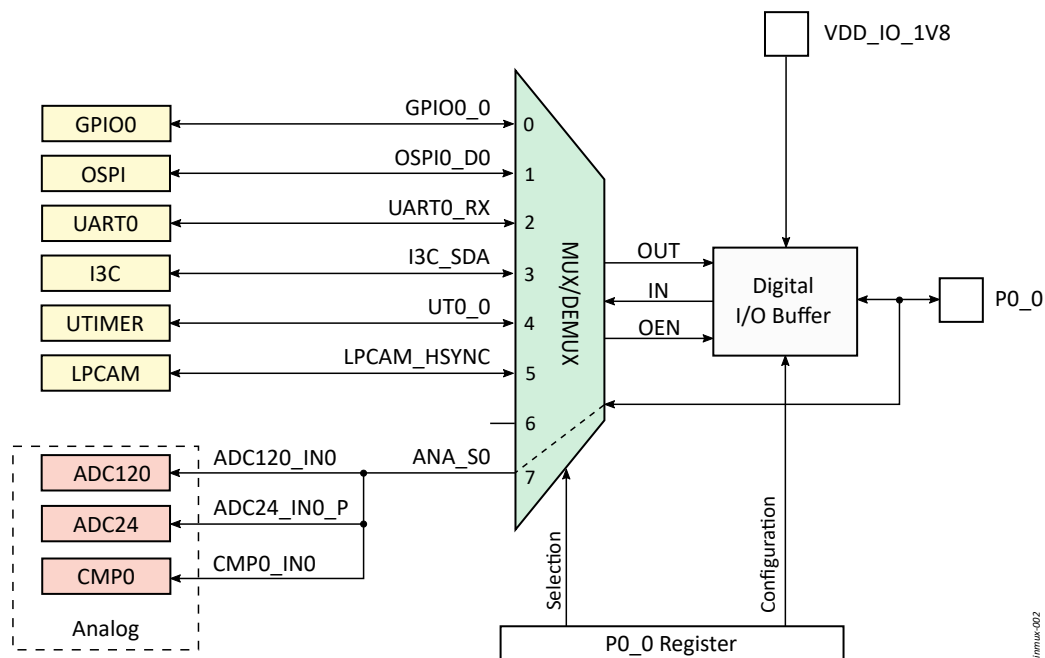 VDD_IO_1V8
GPIO0
GPIO0_0
0
OSPI
OSPI0_D0
1
UART0
UART0_RX
2
I3C
I3C_SDA
3
UTIMER
UT0_0
4
LPCAM
LPCAM_HSYNC
5
6
7
MUX/DEMUX
OUT
IN
OEN
Digital
I/O Buffer
P0_0
ADC120
ADC120_IN0
ANA_S0
ADC24
ADC24_IN0_P
CMP0
CMP0_IN0
Analog
Selection
Configuration
P0_0 Register
inmux-002